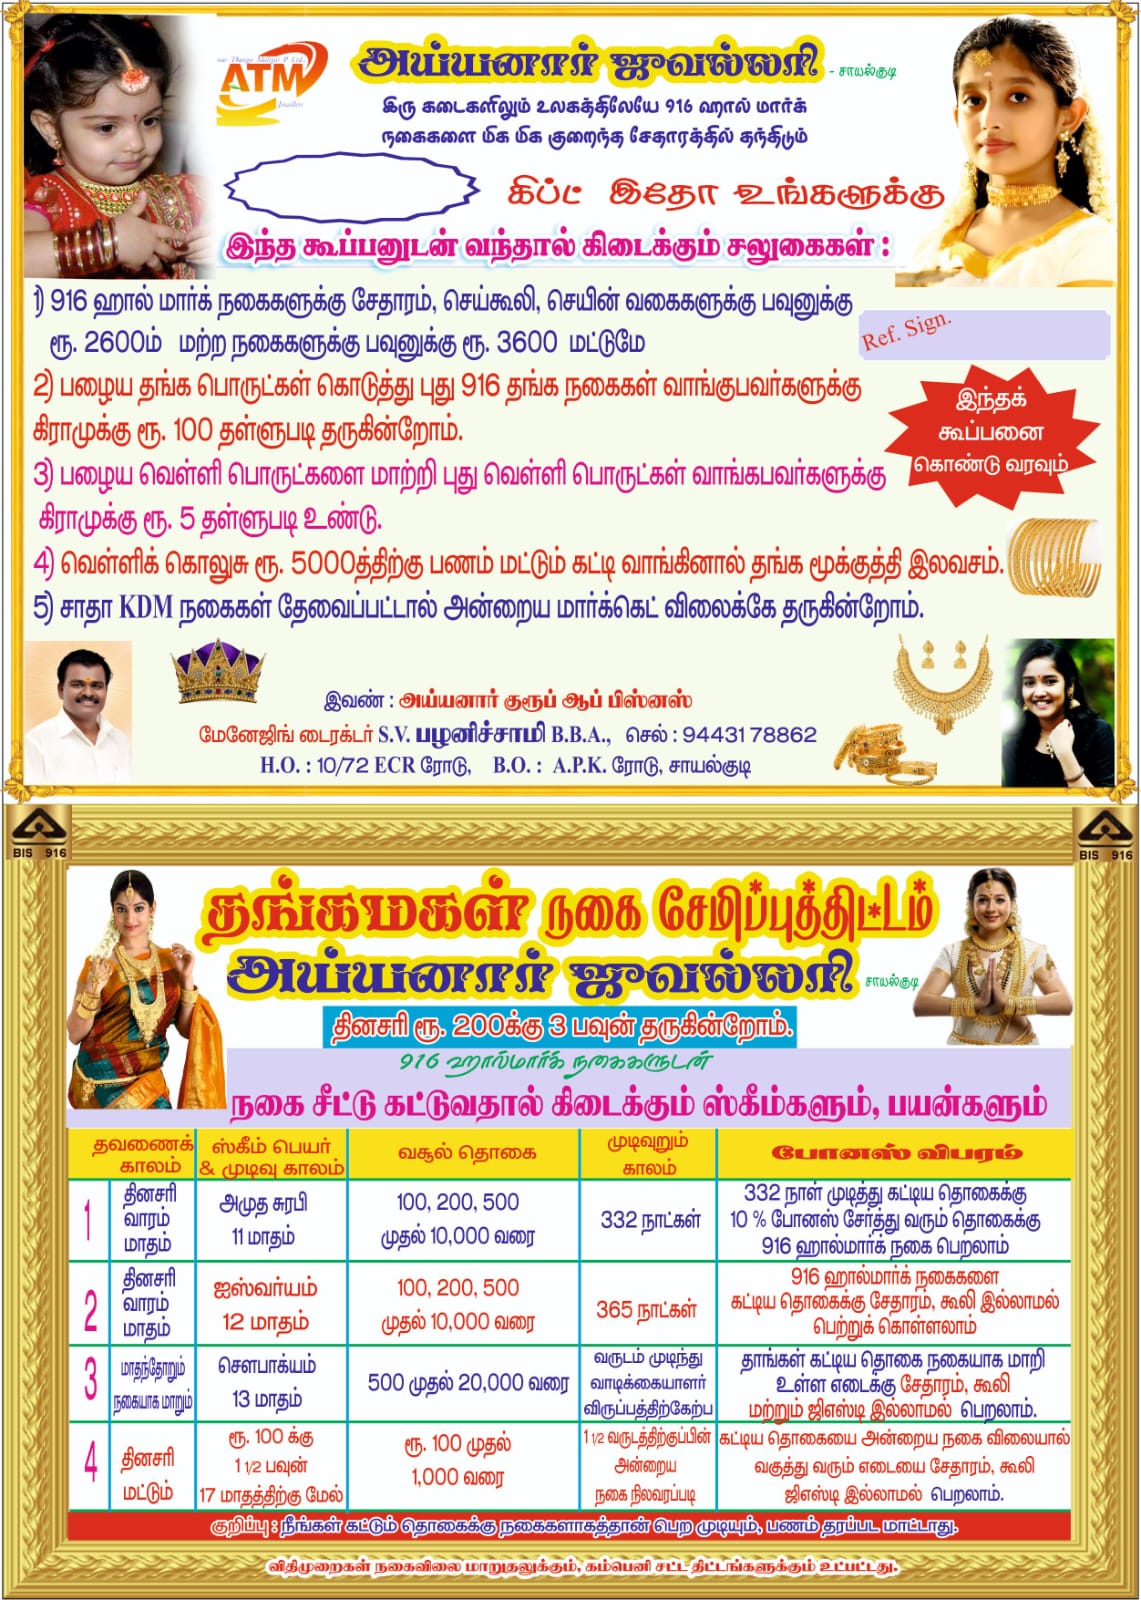 ATM
Jewellers
அய்யனார் ஜுவல்லரி - சாயல்குடி
இரு கடைகளிலும் உலகத்திலேயே 916 ஹால் மார்க்
நகைகளை மிக மிக குறைந்த சேதாரத்தில் தந்திடும்
கிப்ட் இதோ உங்களுக்கு
இந்த கூப்பனுடன் வந்தால் கிடைக்கும் சலுகைகள் :
1) 916 ஹால் மார்க் நகைகளுக்கு சேதாரம், செய்கூலி, செயின் வகைகளுக்கு பவுனுக்கு
ரூ. 2600ம் மற்ற நகைகளுக்கு பவுனுக்கு ரூ. 3600 மட்டுமே
Ref. Sign.
2) பழைய தங்க பொருட்கள் கொடுத்து புது 916 தங்க நகைகள் வாங்குபவர்களுக்கு
கிராமுக்கு ரூ. 100 தள்ளுபடி தருகின்றோம்.
இந்தக்
கூப்பனை
கொண்டு வரவும்
3) பழைய வெள்ளி பொருட்களை மாற்றி புது வெள்ளி பொருட்கள் வாங்கபவர்களுக்கு
கிராமுக்கு ரூ. 5 தள்ளுபடி உண்டு.
4) வெள்ளிக் கொலுசு ரூ. 5000த்திற்கு பணம் மட்டும் கட்டி வாங்கினால் தங்க மூக்குத்தி இலவசம்.
5) சாதா KDM நகைகள் தேவைப்பட்டால் அன்றைய மார்க்கெட் விலைக்கே தருகின்றோம்.
இவண் : அய்யனார் குரூப் ஆப் பிஸ்னஸ்
மேனேஜிங் டைரக்டர் S.V. பழனிச்சாமி B.B.A., செல் : 94431 78862
H.O. : 10/72 ECR ரோடு, B.O. : A.P.K. ரோடு, சாயல்குடி
BIS 916
BIS 916
தங்கமகள் நகை சேமிப்புத்திட்டம்
அய்யனார் ஜுவல்லரி சாயல்குடி
தினசரி ரூ. 200க்கு 3 பவுன் தருகின்றோம்.
916 ஹால்மார்க் நகைகளுடன்
நகை சீட்டு கட்டுவதால் கிடைக்கும் ஸ்கீம்களும், பயன்களும்
தவணைக் காலம்
ஸ்கீம் பெயர் & முடிவு காலம்
வசூல் தொகை
முடிவுறும் காலம்
போனஸ் விபரம்
1
தினசரி
வாரம்
மாதம்
அமுத சுரபி
11 மாதம்
100, 200, 500
முதல் 10,000 வரை
332 நாட்கள்
332 நாள் முடித்து கட்டிய தொகைக்கு
10 % போனஸ் சேர்த்து வரும் தொகைக்கு
916 ஹால்மார்க் நகை பெறலாம்
2
தினசரி
வாரம்
மாதம்
ஐஸ்வர்யம்
12 மாதம்
100, 200, 500
முதல் 10,000 வரை
365 நாட்கள்
916 ஹால்மார்க் நகைகளை
கட்டிய தொகைக்கு சேதாரம், கூலி இல்லாமல்
பெற்றுக் கொள்ளலாம்
3
மாதந்தோறும்
நகையாக மாறும்
சௌபாக்யம்
13 மாதம்
500 முதல் 20,000 வரை
வருடம் முடிந்து
வாடிக்கையாளர்
விருப்பத்திற்கேற்ப
தாங்கள் கட்டிய தொகை நகையாக மாறி
உள்ள எடைக்கு சேதாரம், கூலி
மற்றும் ஜிஎஸ்டி இல்லாமல் பெறலாம்.
4
தினசரி
மட்டும்
ரூ. 100 க்கு
1 1/2 பவுன்
17 மாதத்திற்கு மேல்
ரூ. 100 முதல்
1,000 வரை
1 1/2 வருடத்திற்குப்பின்
அன்றைய
நகை நிலவரப்படி
கட்டிய தொகையை அன்றைய நகை விலையால்
வகுத்து வரும் எடையை சேதாரம், கூலி
ஜிஎஸ்டி இல்லாமல் பெறலாம்.
குறிப்பு : நீங்கள் கட்டும் தொகைக்கு நகைகளாகத்தான் பெற முடியும், பணம் தரப்பட மாட்டாது.
விதிமுறைகள் நகைவிலை மாறுதலுக்கும், கம்பெனி சட்ட திட்டங்களுக்கும் உட்பட்டது.